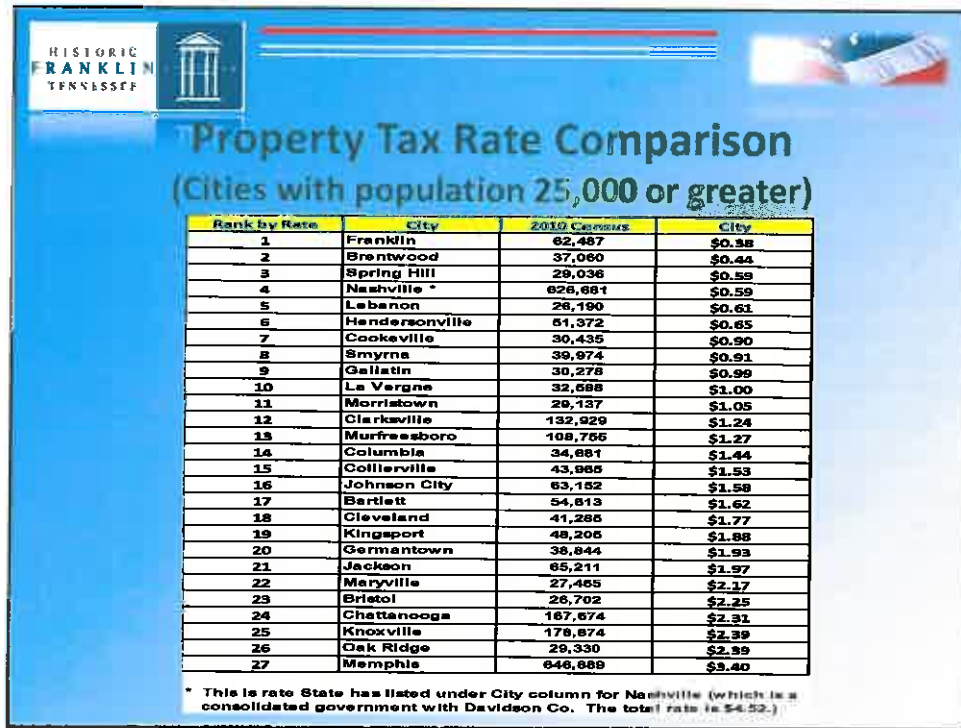 HISTORIC
FRANKLIN
TENNESSEE
Property Tax Rate Comparison
(Cities with population 25,000 or greater)
Rank by Rate City 2010 Census City
1 Franklin 62,487 $0.38
2 Brentwood 37,060 $0.44
3 Spring Hill 29,036 $0.59
4 Nashville * 626,681 $0.59
5 Lebanon 26,190 $0.61
6 Hendersonville 51,372 $0.65
7 Cookeville 30,435 $0.90
8 Smyrna 39,974 $0.91
9 Gallatin 30,278 $0.99
10 La Vergne 32,588 $1.00
11 Morristown 29,137 $1.05
12 Clarksville 132,929 $1.24
13 Murfreesboro 108,755 $1.27
14 Columbia 34,681 $1.44
15 Collierville 43,965 $1.53
16 Johnson City 63,152 $1.58
17 Bartlett 54,613 $1.62
18 Cleveland 41,285 $1.77
19 Kingsport 48,205 $1.88
20 Germantown 38,844 $1.93
21 Jackson 65,211 $1.97
22 Maryville 27,465 $2.17
23 Bristol 26,702 $2.25
24 Chattanooga 167,674 $2.31
25 Knoxville 178,874 $2.39
26 Oak Ridge 29,330 $2.39
27 Memphis 646,889 $3.40
* This is rate State has listed under City column for Nashville (which is a
consolidated government with Davidson Co. The total rate is $4.52.)